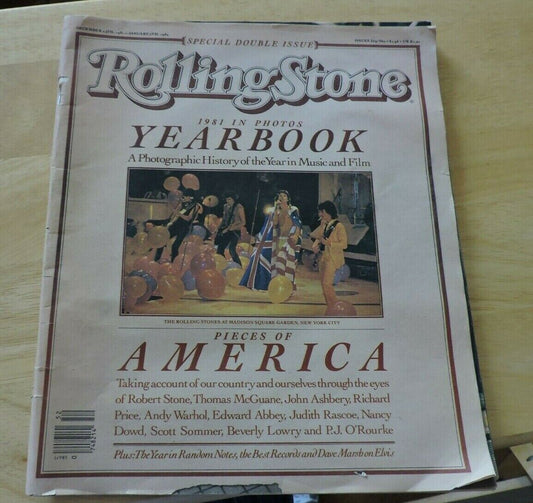 SPECIAL DOUBLE ISSUE
RollingStone
1981 IN PHOTOS
YEARBOOK
A Photographic History of the Year in Music and Film
THE ROLLING STONES AT MADISON SQUARE GARDEN, NEW YORK CITY
PIECES OF
AMERICA
Taking account of our country and ourselves through the eyes
of Robert Stone, Thomas McGuane, John Ashbery, Richard
Price, Andy Warhol, Edward Abbey, Judith Rascoe, Nancy
Dowd, Scott Sommer, Beverly Lowry and P.J. O'Rourke
Plus: The Year in Random Notes, the Best Records and Dave Marsh on Elvis